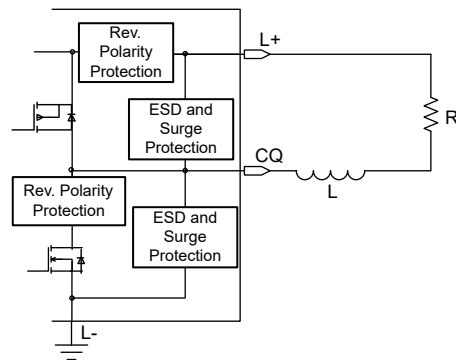 Rev.
Polarity
Protection
L+
R
ESD and
Surge
Protection
CQ
L
Rev. Polarity
Protection
ESD and
Surge
Protection
L-